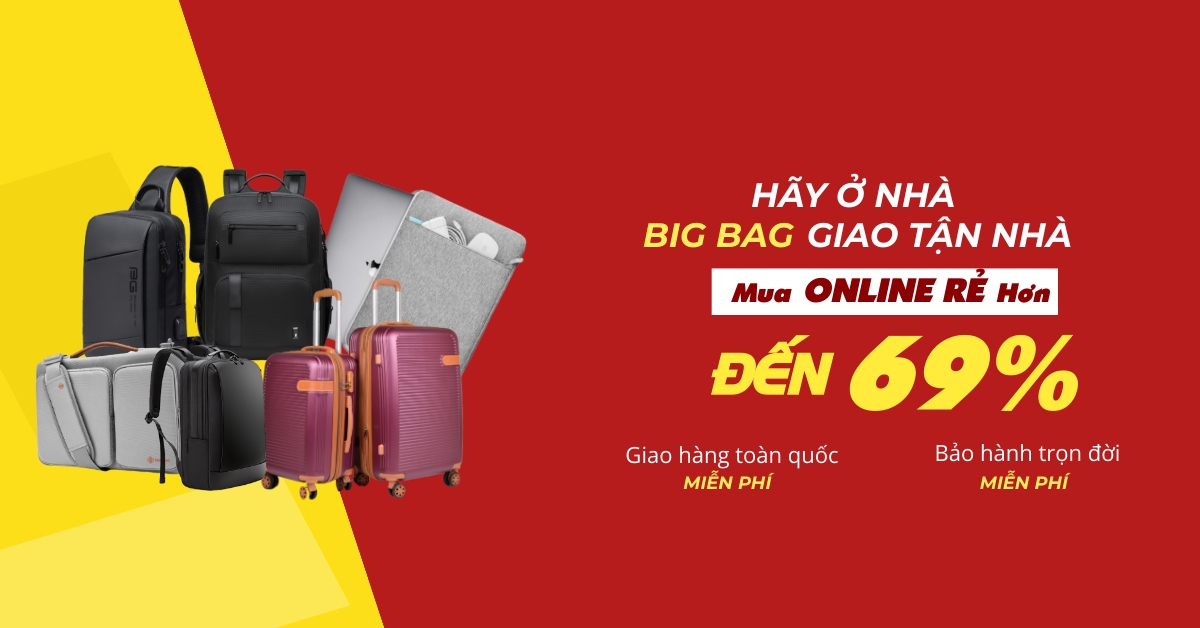 HÃY Ở NHÀ
BIG BAG GIAO TẬN NHÀ
Mua ONLINE RẺ Hơn
ĐẾN 69%
Giao hàng toàn quốc
MIỄN PHÍ
Bảo hành trọn đời
MIỄN PHÍ
BG